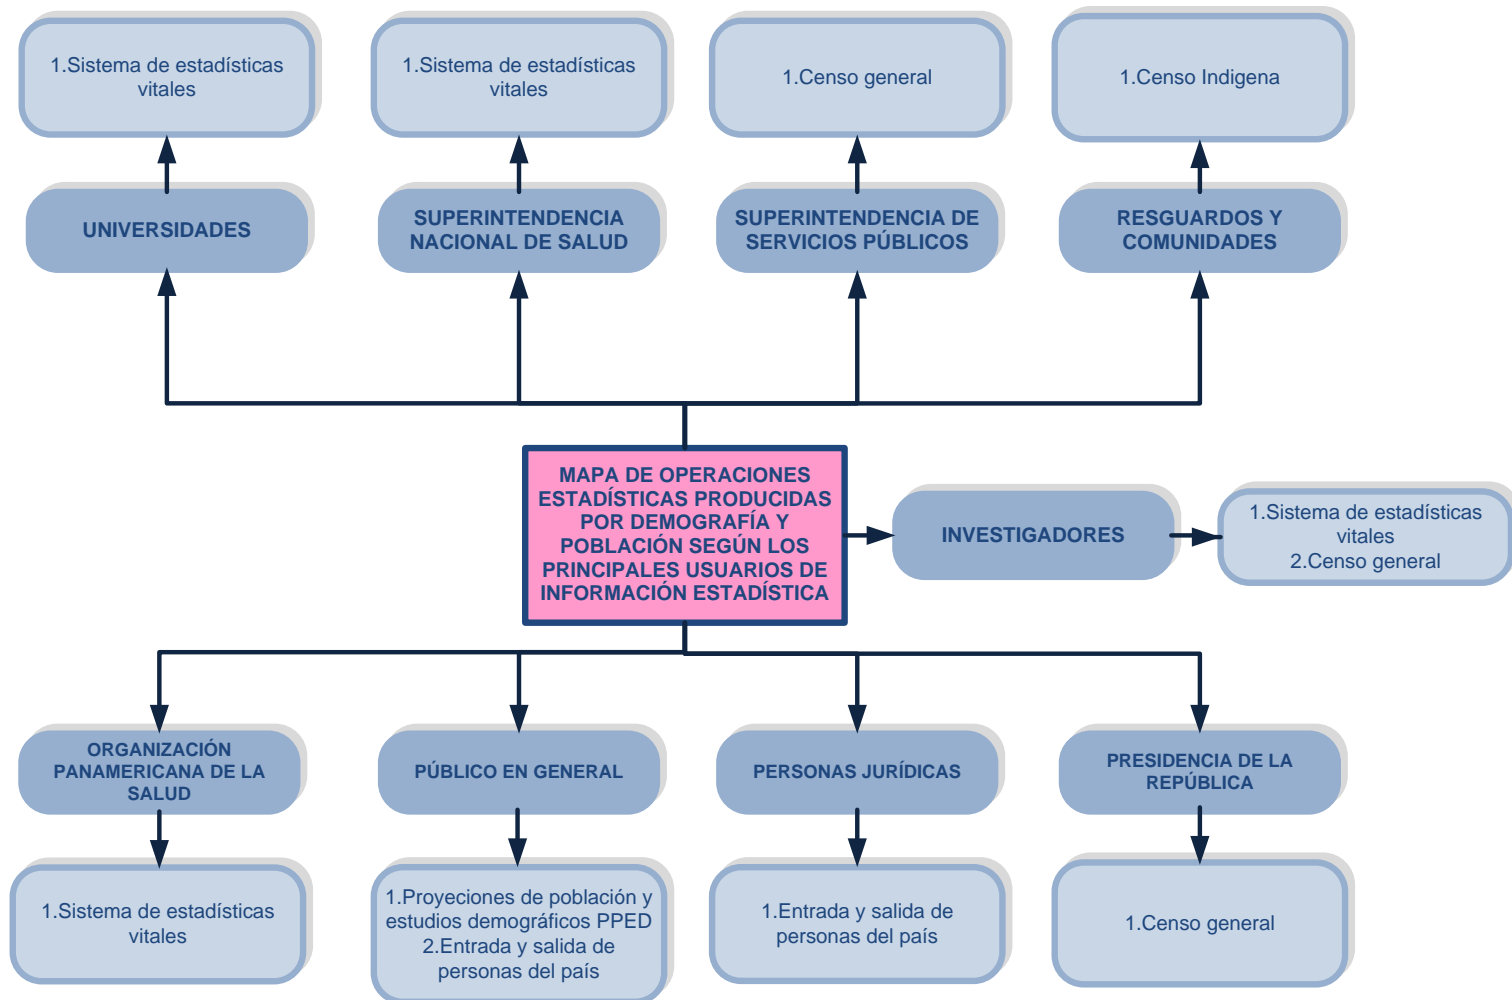 1.Sistema de estadísticas
vitales
1.Sistema de estadísticas
vitales
1.Censo general
1.Censo Indigena
UNIVERSIDADES
SUPERINTENDENCIA
NACIONAL DE SALUD
SUPERINTENDENCIA DE
SERVICIOS PÚBLICOS
RESGUARDOS Y
COMUNIDADES
MAPA DE OPERACIONES
ESTADÍSTICAS PRODUCIDAS
POR DEMOGRAFÍA Y
POBLACIÓN SEGÚN LOS
PRINCIPALES USUARIOS DE
INFORMACIÓN ESTADÍSTICA
INVESTIGADORES
1.Sistema de estadísticas
vitales
2.Censo general
ORGANIZACIÓN
PANAMERICANA DE LA
SALUD
PÚBLICO EN GENERAL
PERSONAS JURÍDICAS
PRESIDENCIA DE LA
REPÚBLICA
1.Sistema de estadísticas
vitales
1.Proyeciones de población y
estudios demográficos PPED
2.Entrada y salida de
personas del país
1.Entrada y salida de
personas del país
1.Censo general